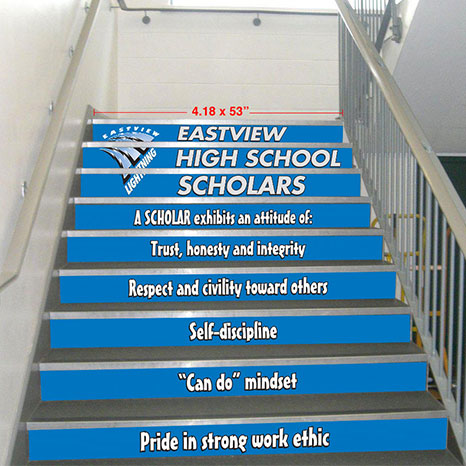 4.18 x 53”
EASTVIEW
EASTVIEW
HIGH SCHOOL
LIGHTNING
SCHOLARS
A SCHOLAR exhibits an attitude of:
Trust, honesty and integrity
Respect and civility toward others
Self-discipline
“Can do” mindset
Pride in strong work ethic